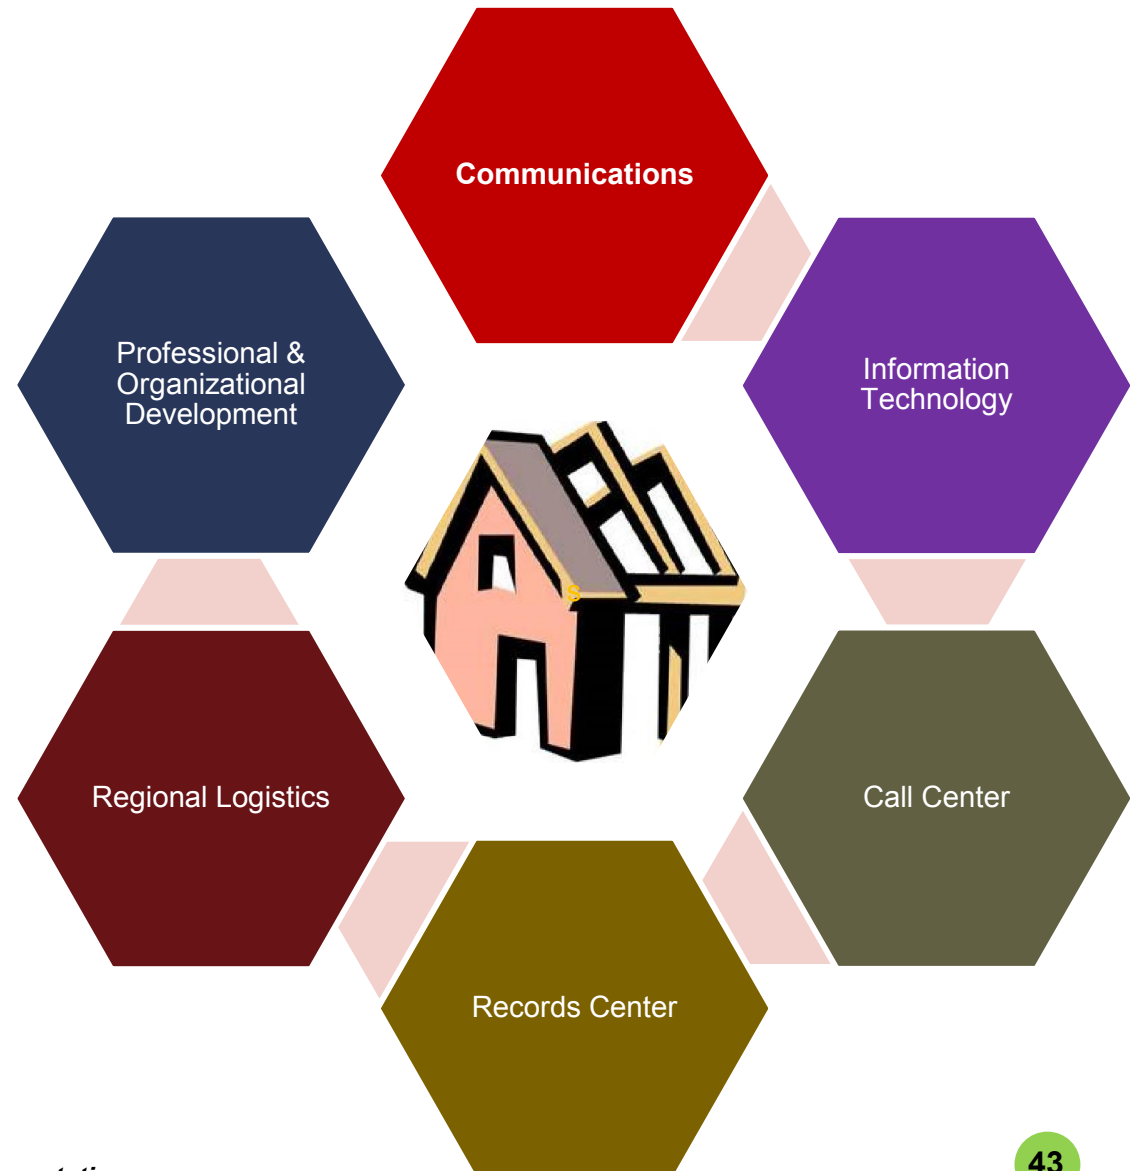 Communications
Professional &
Organizational
Development
Information
Technology
s
Regional Logistics
Call Center
Records Center
43